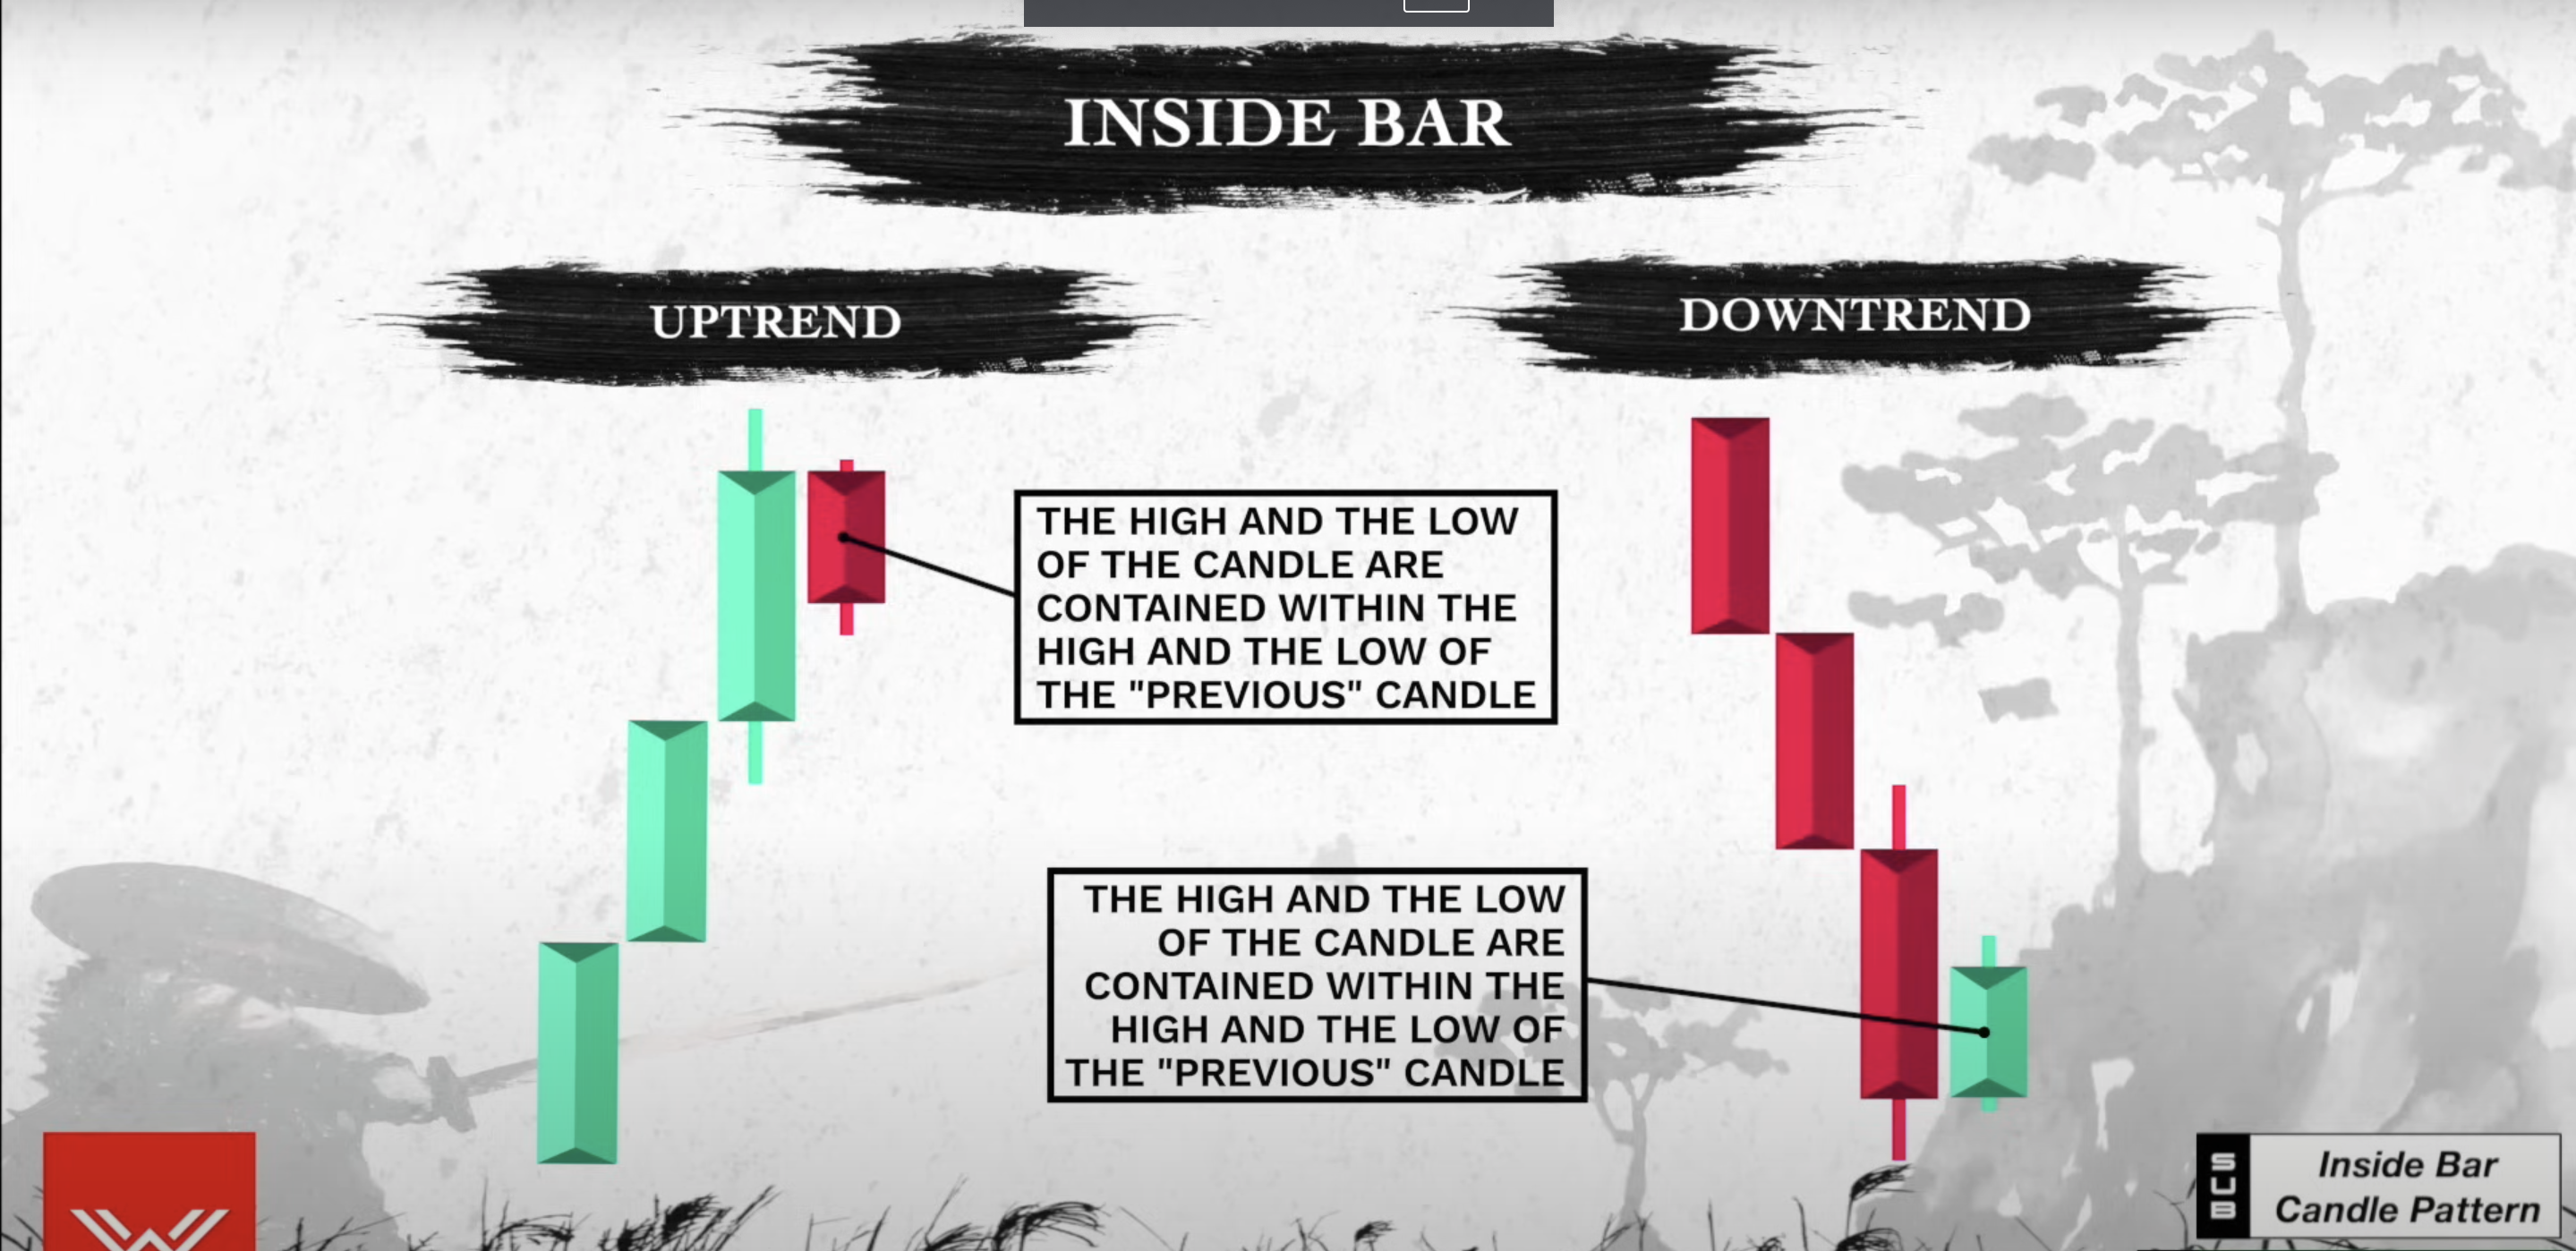 INSIDE BAR
UPTREND
DOWNTREND
THE HIGH AND THE LOW
OF THE CANDLE ARE
CONTAINED WITHIN THE
HIGH AND THE LOW OF
THE "PREVIOUS" CANDLE
THE HIGH AND THE LOW
OF THE CANDLE ARE
CONTAINED WITHIN THE
HIGH AND THE LOW OF
THE "PREVIOUS" CANDLE
SCB
Inside Bar
Candle Pattern